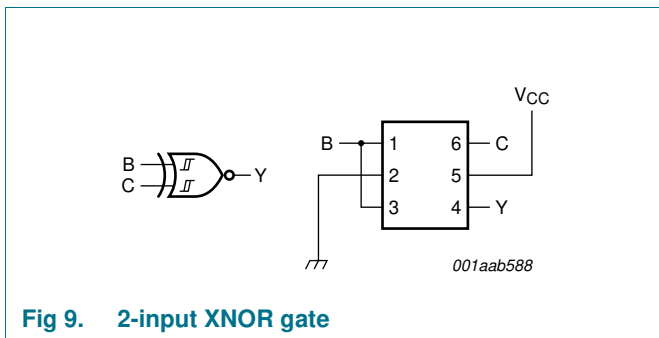 VCC
B
C
Y
B
1
2
3
6
5
4
C
Y
001aab588
Fig 9. 2-input XNOR gate